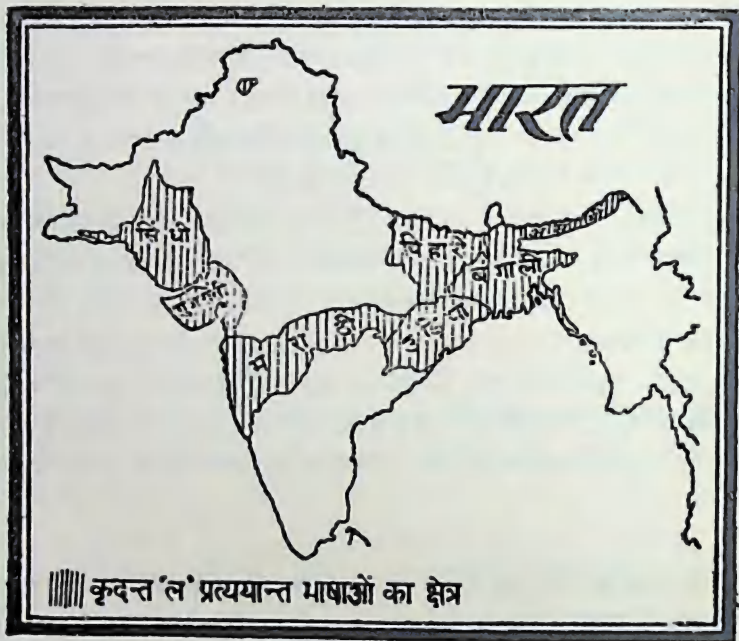 भारत
सिंधी
बिहारी
बंगाली
मराठी
कृदन्त 'ल' प्रत्ययान्त भाषाओं का क्षेत्र